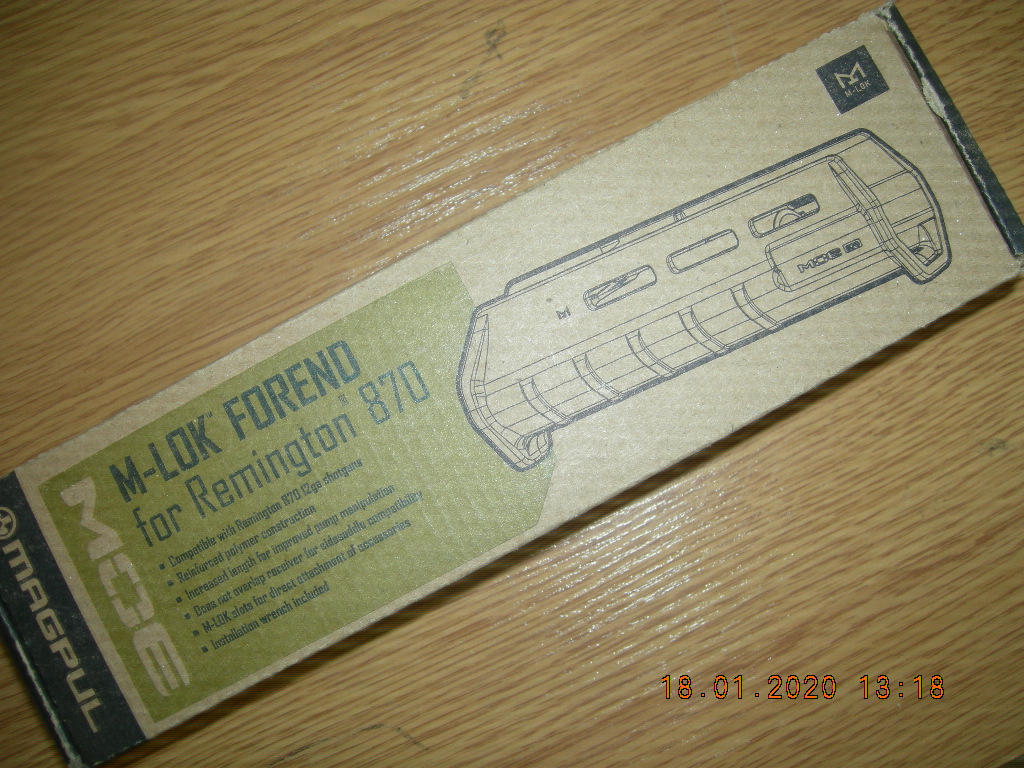 M-LOK
MOE
M-LOK™ FOREND
for Remington® 870
▪ Compatible with Remington 870 12ga shotguns
▪ Reinforced polymer construction
▪ Increased length for improved pump manipulation
▪ Does not overlap receiver for sidesaddle compatibility
▪ M-LOK slots for direct attachment of accessories
▪ Installation wrench included
MOE
MAGPUL
18.01.2020 13:18